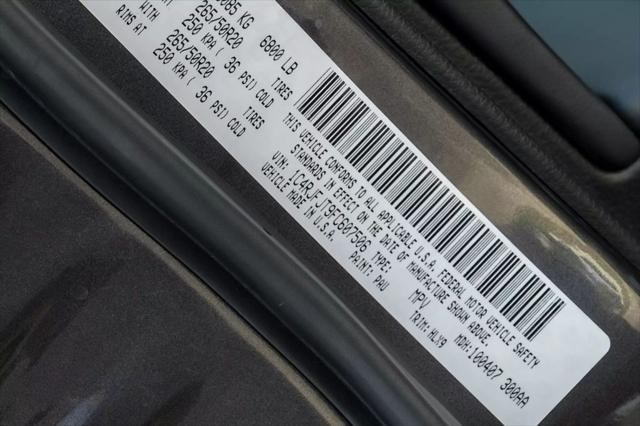 3085 KG 6800 LB
WITH TIRES
265/50R20
RIMS AT
250 KPA ( 36 PSI) COLD
265/50R20 TIRES
250 KPA ( 36 PSI) COLD
THIS VEHICLE CONFORMS TO ALL APPLICABLE U.S.A. FEDERAL MOTOR VEHICLE SAFETY
STANDARDS IN EFFECT ON THE DATE OF MANUFACTURE SHOWN ABOVE.
VIN: 1C4RJFJT9FC607506 TYPE: MPV MDH: 100407 300AA
MADE IN U.S.A. PAINT: PAU TRIM: HLX9